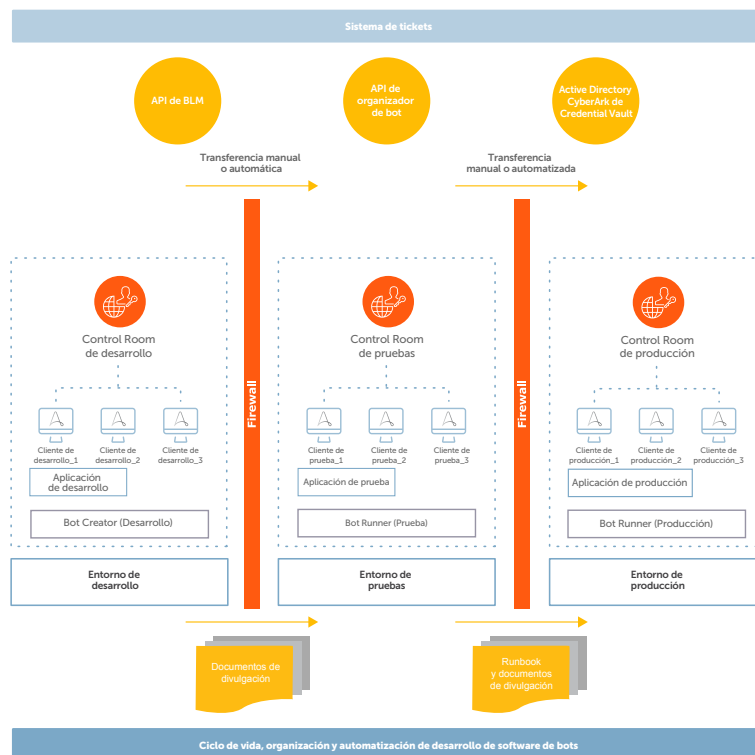 Sistema de tickets
API de BLM
API de
organizador
de bot
Active Directory
CyberArk de
Credential Vault
Transferencia manual
o automática
Transferencia
manual o automatizada
Firewall
Firewall
Control Room
de desarrollo
Cliente de
desarrollo_1
Cliente de
desarrollo_2
Cliente de
desarrollo_3
Aplicación
de desarrollo
Bot Creator (Desarrollo)
Entorno de
desarrollo
Control Room
de pruebas
Cliente de
prueba_1
Cliente de
prueba_2
Cliente de
prueba_3
Aplicación de prueba
Bot Runner (Prueba)
Entorno de
pruebas
Control Room
de producción
Cliente de
producción_1
Cliente de
producción_2
Cliente de
producción_3
Aplicación de producción
Bot Runner (Producción)
Entorno de
producción
Documentos de
divulgación
Runbook
y documentos
de divulgación
Ciclo de vida, organización y automatización de desarrollo de software de bots